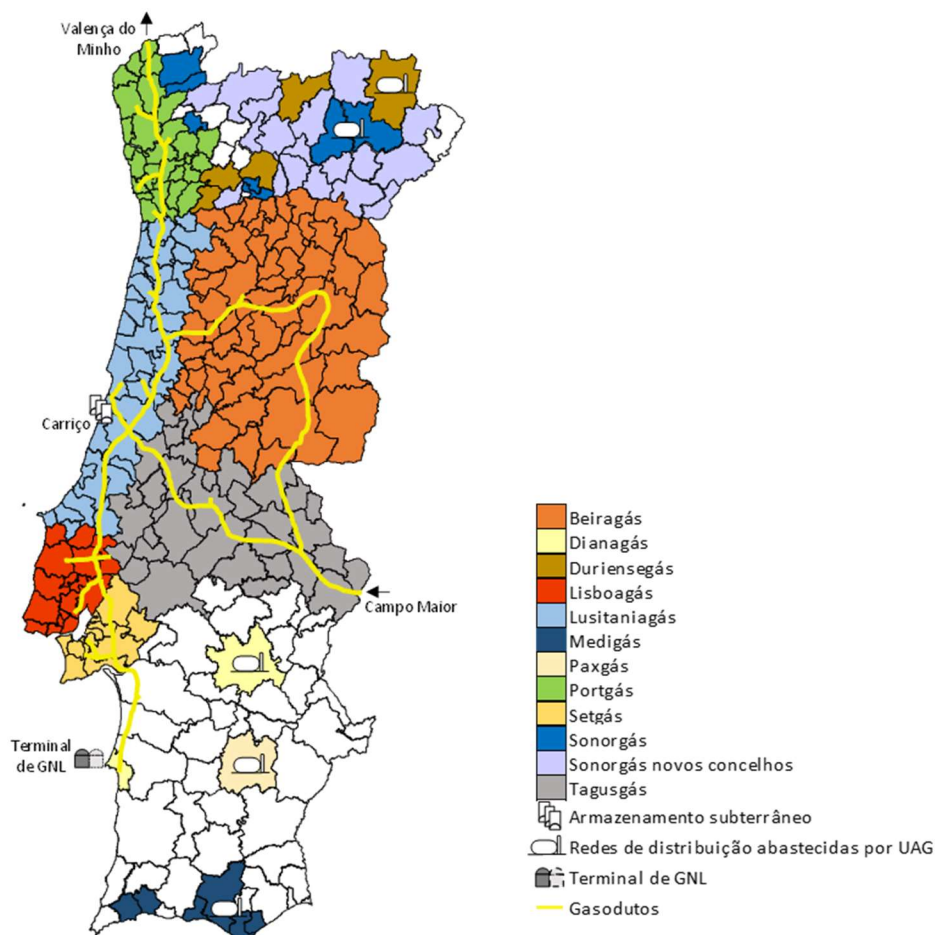 Valença do
Minho
Carriço
Campo Maior
Terminal
de GNL
Beiragás
Dianagás
Duriensegás
Lisboagás
Lusitaniagás
Medigás
Paxgás
Portgás
Setgás
Sonorgás
Sonorgás novos concelhos
Tagusgás
Armazenamento subterrâneo
Redes de distribuição abastecidas por UAG
Terminal de GNL
Gasodutos